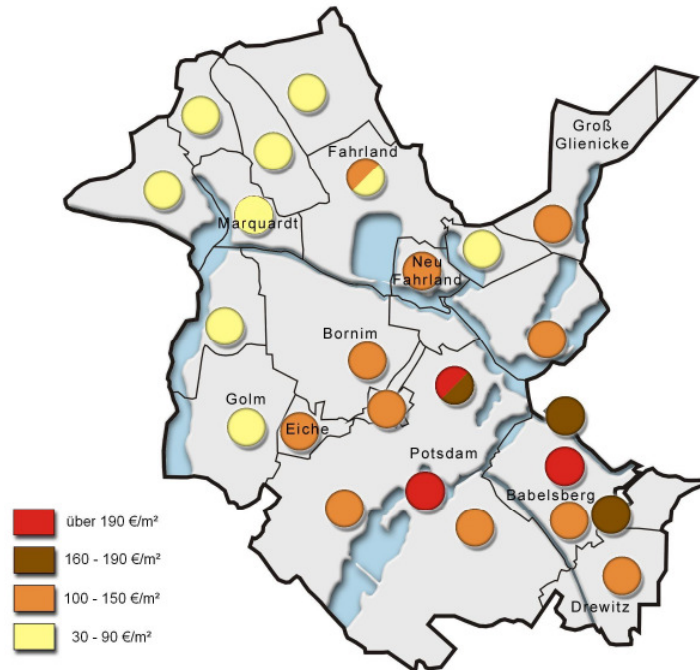 Groß
Glienicke
Fahrland
Marquardt
Neu
Fahrland
Bornim
Golm
Eiche
Potsdam
Babelsberg
Drewitz
über 190 €/m²
160 - 190 €/m²
100 - 150 €/m²
30 - 90 €/m²